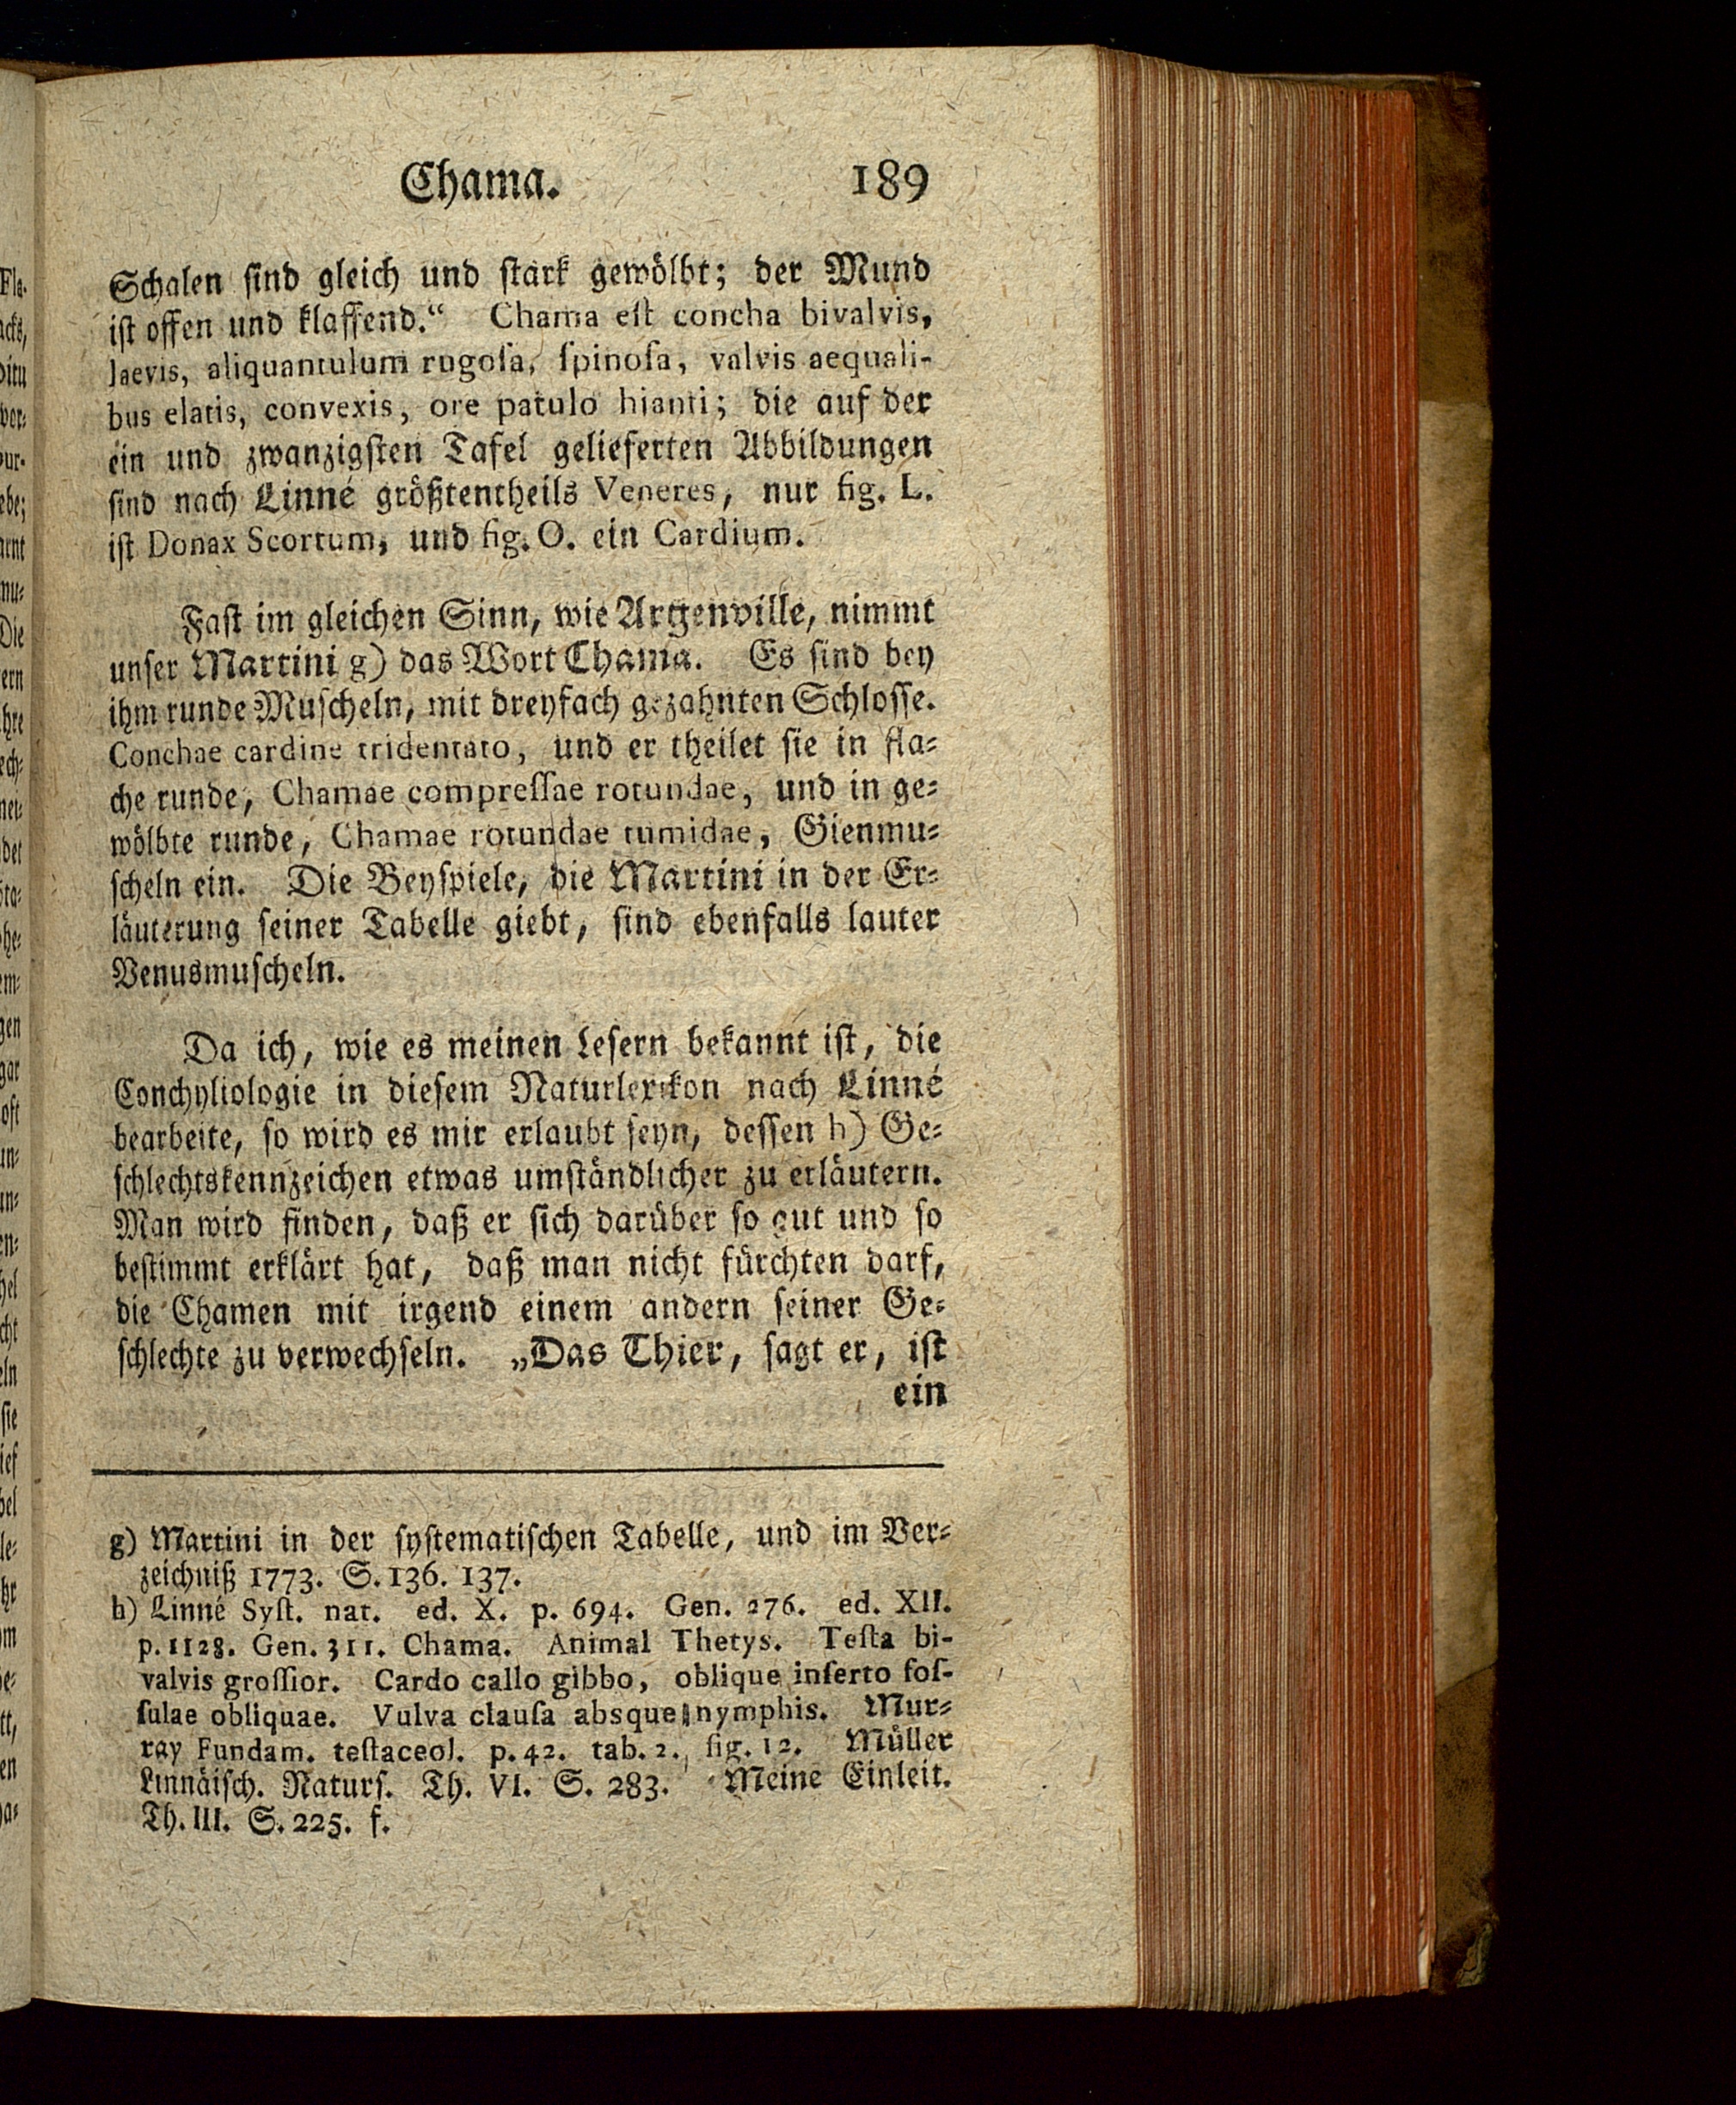 Chama. 189
Schalen sind gleich und stark gewölbt; der Mund
ist offen und klaffend.“ Chama eſt concha bivalvis,
laevis, aliquantulum rugoſa, ſpinoſa, valvis aequali-
bus elatis, convexis, ore patulo hianti; die auf der
ein und zwanzigsten Tafel gelieferten Abbildungen
sind nach Linné größtentheils Veneres, nur fig. L.
ist Donax Scortum, und fig. O. ein Cardium.
Fast im gleichen Sinn, wie Argenville, nimmt
unser Martini g) das Wort Chama. Es sind bey
ihm runde Muscheln, mit dreyfach gezahnten Schlosse.
Conchae cardine tridentato, und er theilet sie in fla-
che runde, Chamae compreſſae rotundae, und in ge-
wölbte runde, Chamae rotundae tumidae, Gienmu-
scheln ein. Die Beyspiele, die Martini in der Er-
läuterung seiner Tabelle giebt, sind ebenfalls lauter
Venusmuscheln.
Da ich, wie es meinen Lesern bekannt ist, die
Conchyliologie in diesem Naturlexikon nach Linné
bearbeite, so wird es mir erlaubt seyn, dessen h) Ge-
schlechtskennzeichen etwas umständlicher zu erläutern.
Man wird finden, daß er sich darüber so gut und so
bestimmt erklärt hat, daß man nicht fürchten darf,
die Chamen mit irgend einem andern seiner Ge-
schlechte zu verwechseln. „Das Thier, sagt er, ist
ein
g) Martini in der systematischen Tabelle, und im Ver-
zeichniß 1773. S. 136. 137.
h) Linné Syſt. nat. ed. X. p. 694. Gen. 276. ed. XII.
p. 1128. Gen. 311. Chama. Animal Thetys. Teſta bi-
valvis groſſior. Cardo callo gibbo, oblique inſerto foſ-
ſulae obliquae. Vulva clauſa absque nymphis. Mur-
ray Fundam. teſtaceol. p. 42. tab. 2. fig. 12. Müller
Linnäisch. Naturs. Th. VI. S. 283. Meine Einleit.
Th. III. S. 225. f.